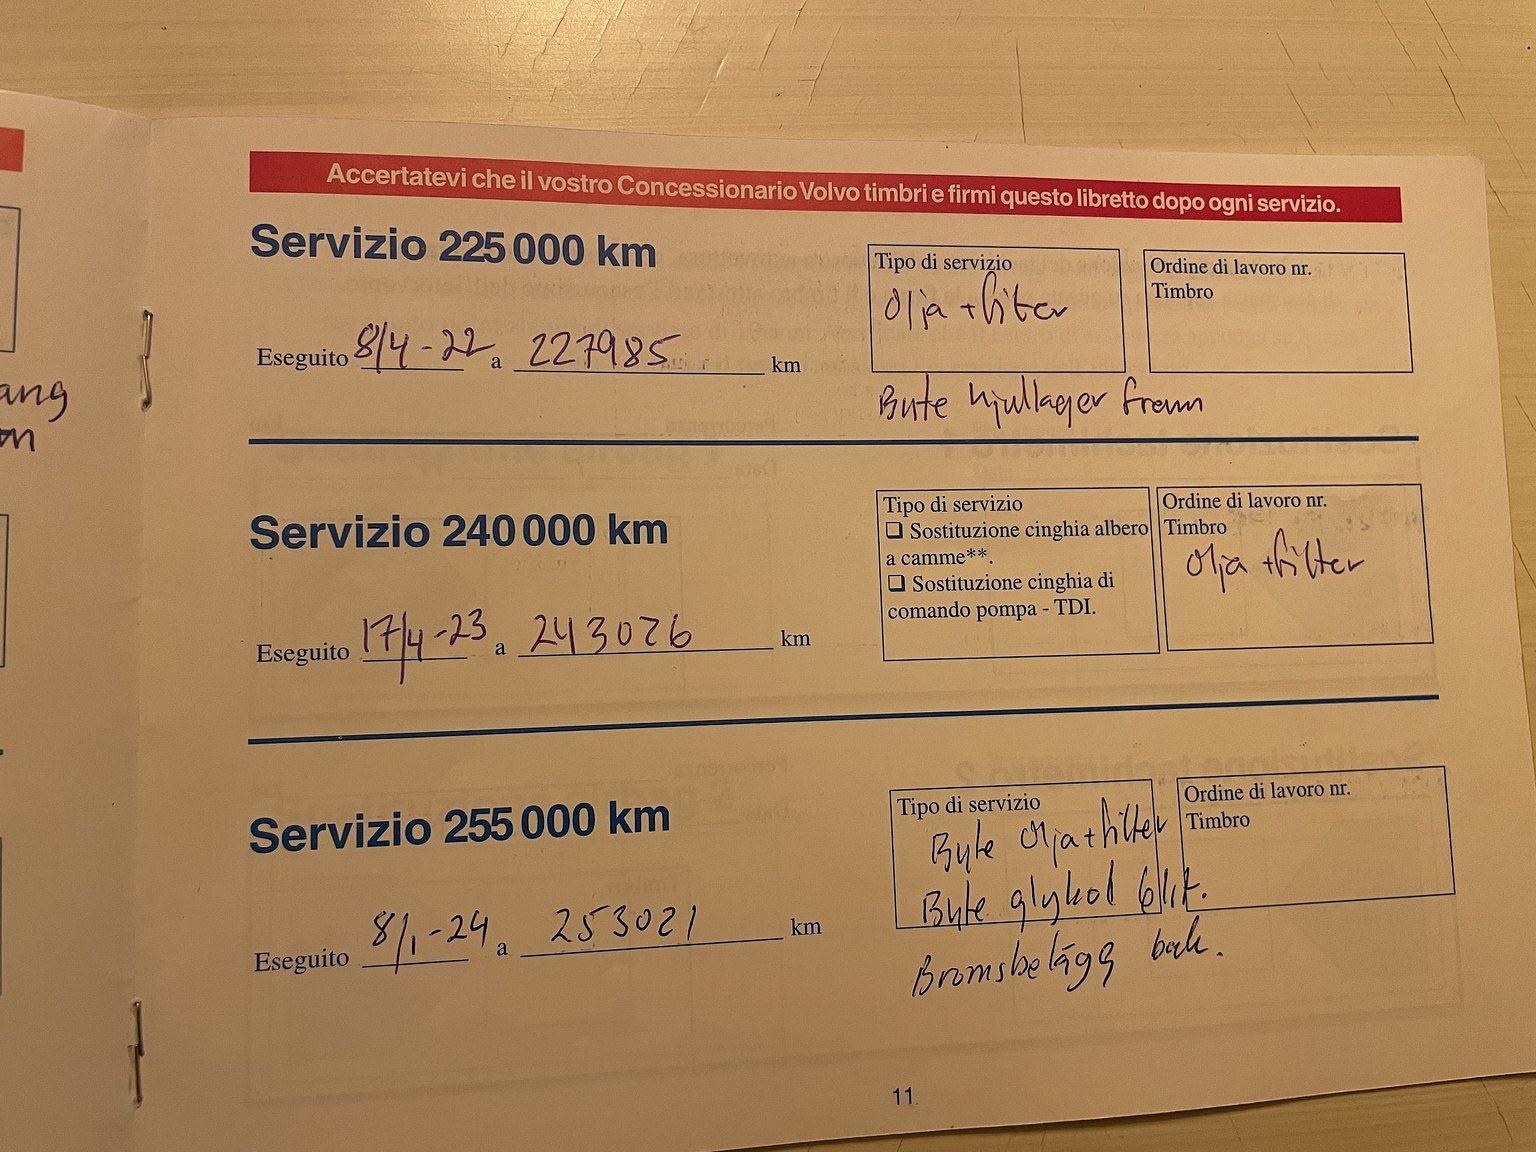 Accertatevi che il vostro Concessionario Volvo timbri e firmi questo libretto dopo ogni servizio.
Servizio 225 000 km
Tipo di servizio
Olja + filter
Ordine di lavoro nr.
Timbro
Eseguito 8/4-22 a 227985 km
Byte hjullager fram
ang
Servizio 240 000 km
Tipo di servizio
❑ Sostituzione cinghia albero
a camme**.
❑ Sostituzione cinghia di
comando pompa - TDI.
Ordine di lavoro nr.
Timbro
Olja + filter
Eseguito 17/4-23 a 243026 km
Servizio 255 000 km
Tipo di servizio
Byte Olja + filter
Byte glykol
Bromsbelägg bak.
Ordine di lavoro nr.
Timbro
Eseguito 8/1-24 a 253021 km
11